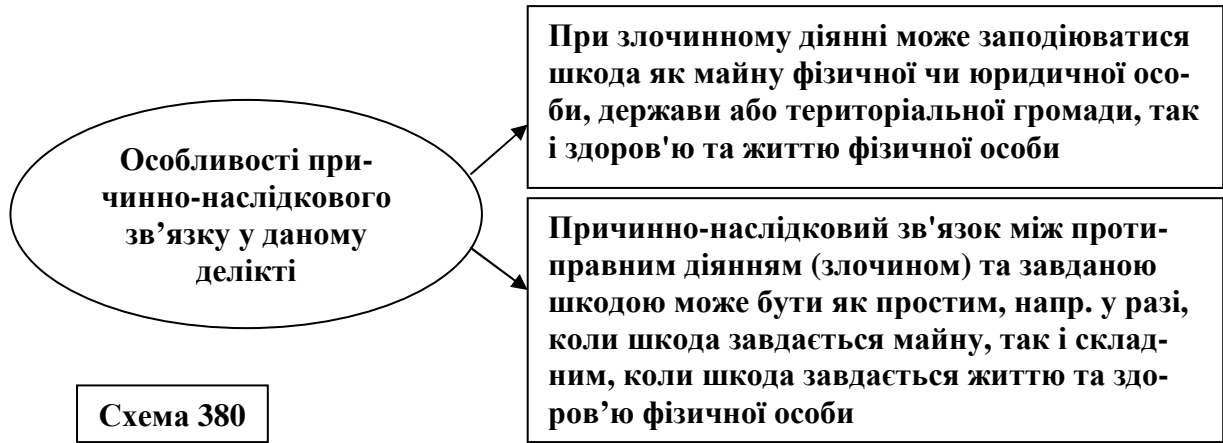 Особливості при-
чинно-наслідкового
зв’язку у даному
делікті
При злочинному діянні може заподіюватися
шкода як майну фізичної чи юридичної осо-
би, держави або територіальної громади, так
і здоров'ю та життю фізичної особи
Причинно-наслідковий зв'язок між проти-
правним діянням (злочином) та завданою
шкодою може бути як простим, напр. у разі,
коли шкода завдається майну, так і склад-
ним, коли шкода завдається життю та здо-
ров’ю фізичної особи
Схема 380